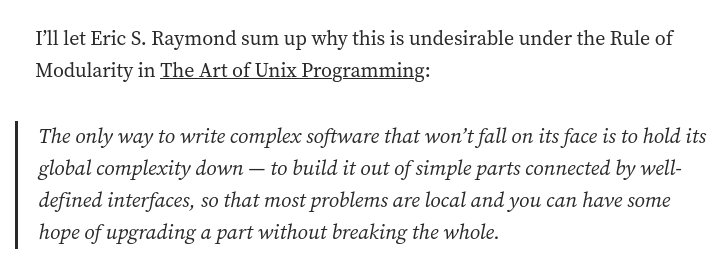 I’ll let Eric S. Raymond sum up why this is undesirable under the Rule of
Modularity in The Art of Unix Programming:
The only way to write complex software that won’t fall on its face is to hold its
global complexity down — to build it out of simple parts connected by well-
defined interfaces, so that most problems are local and you can have some
hope of upgrading a part without breaking the whole.